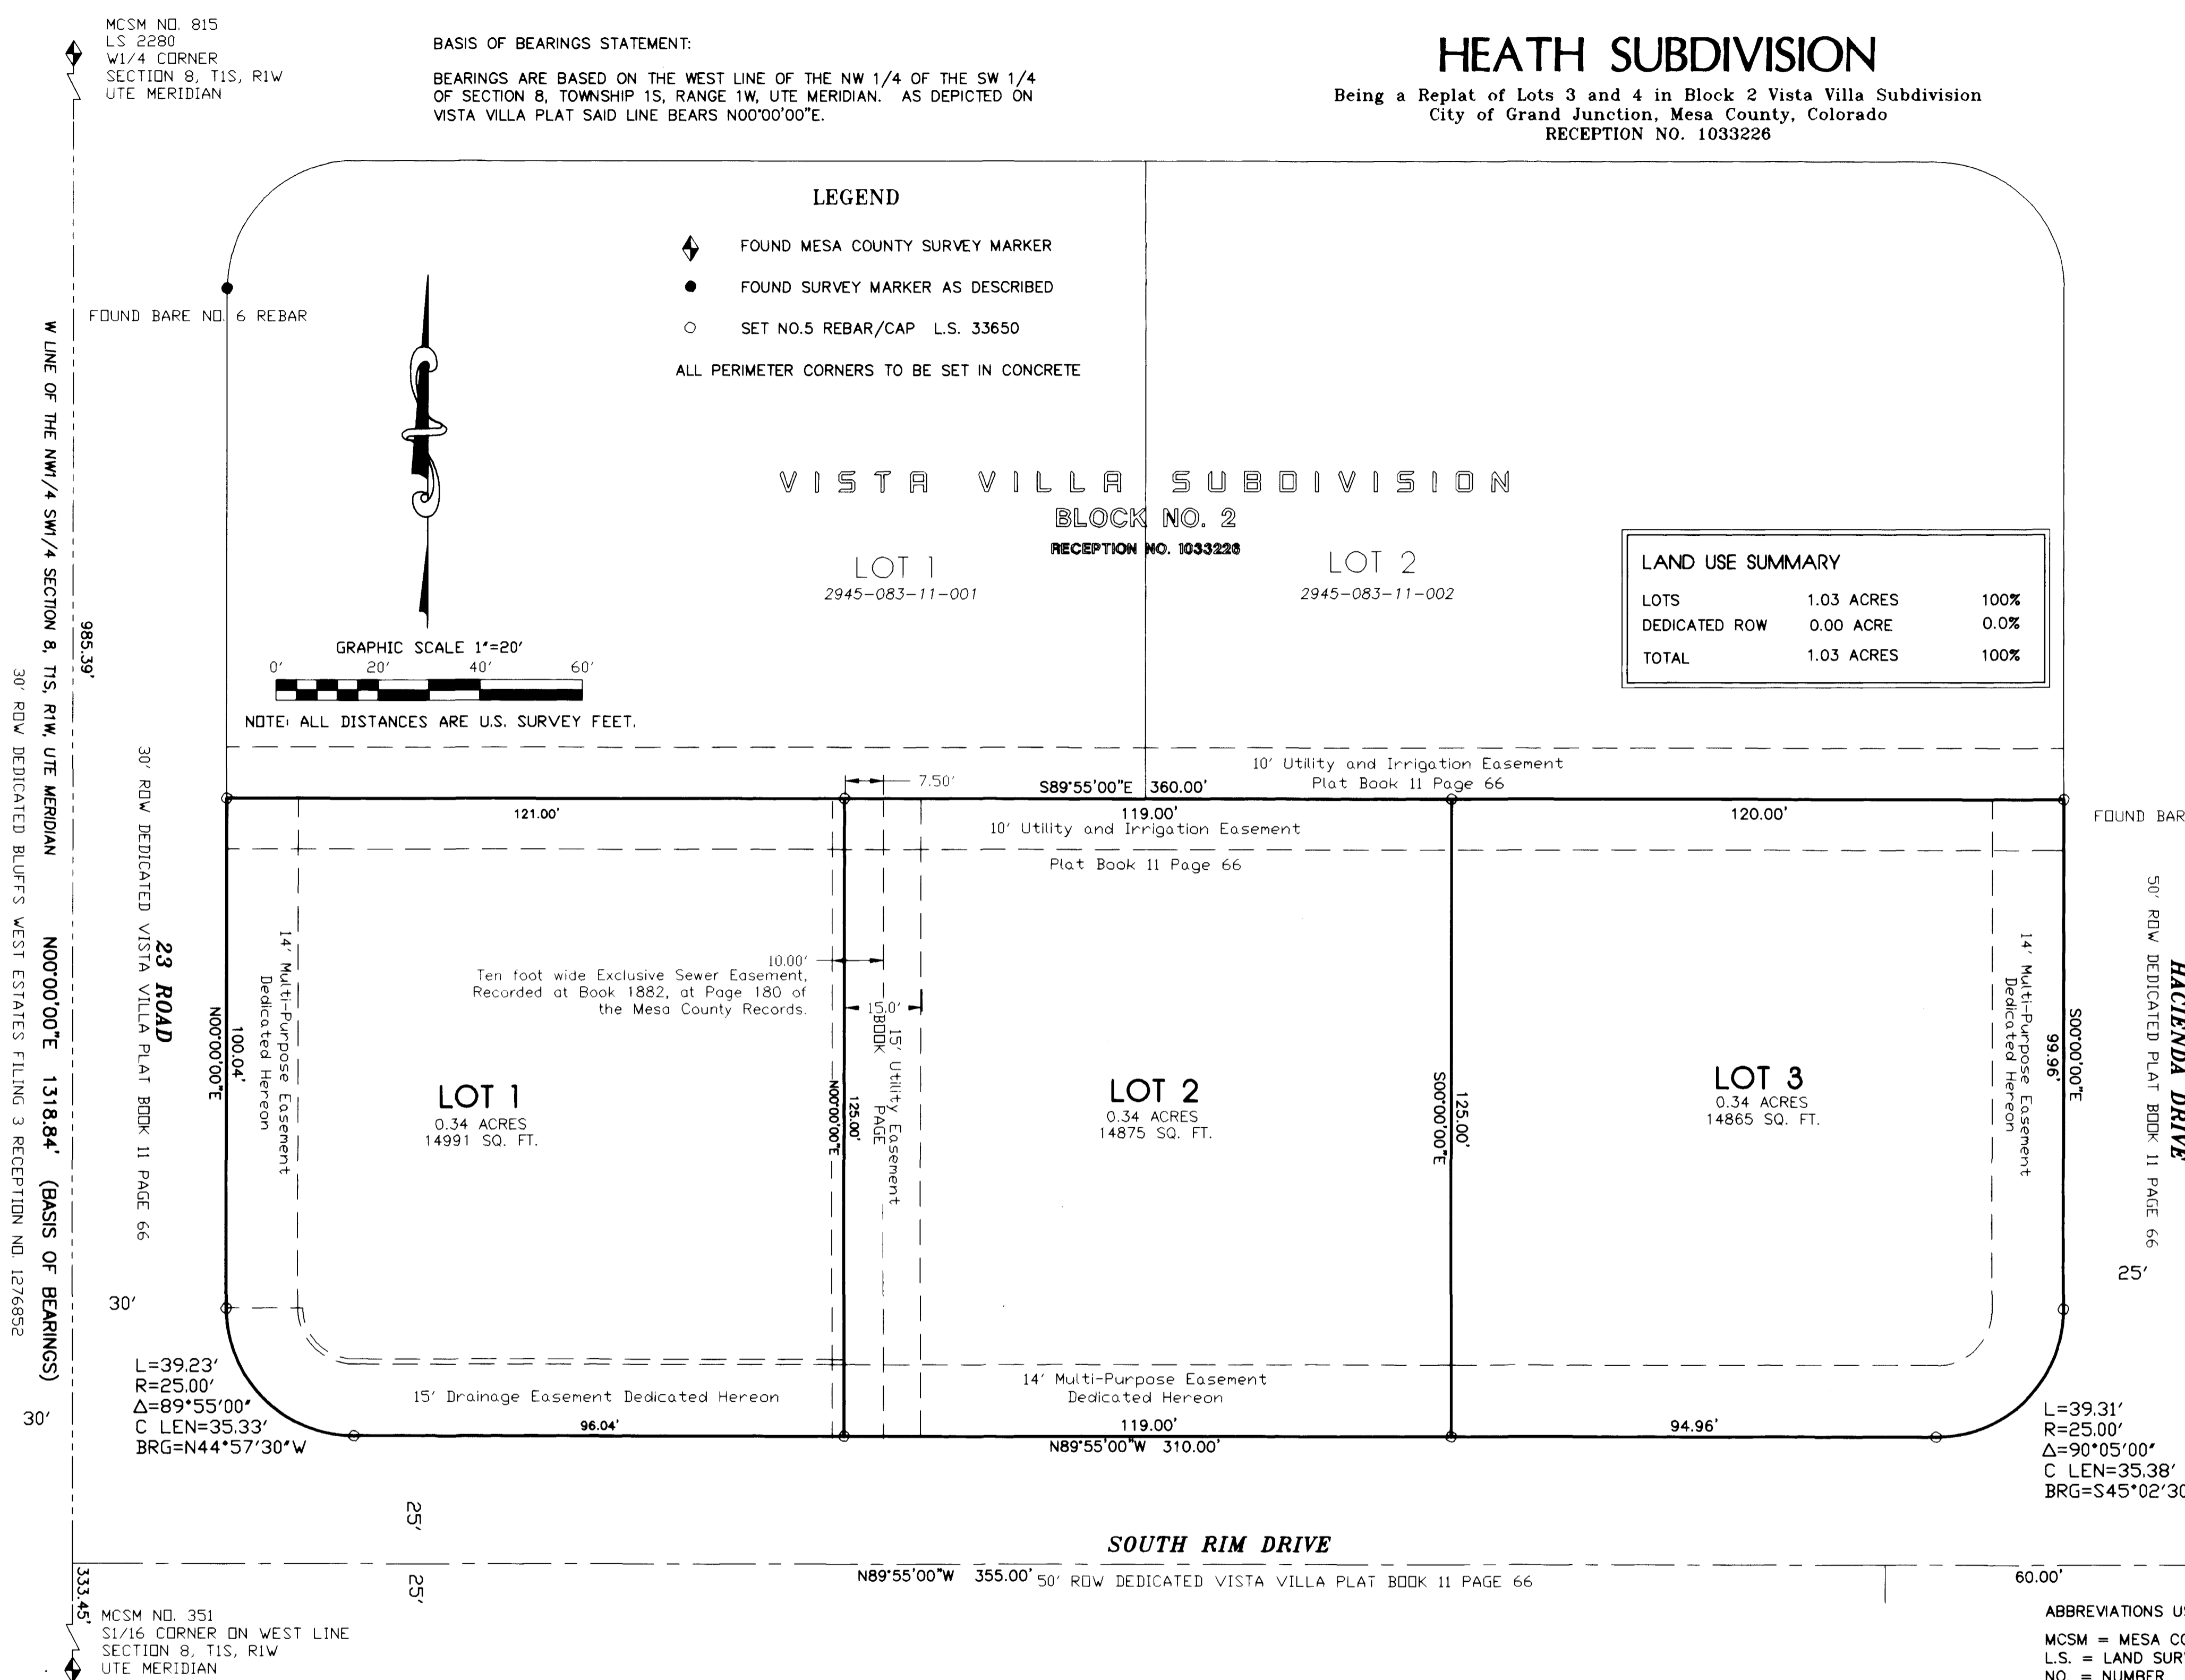 MCSM NO. 815
LS 2280
W1/4 CORNER
SECTION 8, T1S, R1W
UTE MERIDIAN
BASIS OF BEARINGS STATEMENT:
BEARINGS ARE BASED ON THE WEST LINE OF THE NW 1/4 OF THE SW 1/4
OF SECTION 8, TOWNSHIP 1S, RANGE 1W, UTE MERIDIAN. AS DEPICTED ON
VISTA VILLA PLAT SAID LINE BEARS N00°00'00"E.
HEATH SUBDIVISION
Being a Replat of Lots 3 and 4 in Block 2 Vista Villa Subdivision
City of Grand Junction, Mesa County, Colorado
RECEPTION NO. 1033226
LEGEND
FOUND MESA COUNTY SURVEY MARKER
FOUND SURVEY MARKER AS DESCRIBED
SET NO.5 REBAR/CAP L.S. 33650
ALL PERIMETER CORNERS TO BE SET IN CONCRETE
FOUND BARE NO. 6 REBAR
VISTA VILLA SUBDIVISION
BLOCK NO. 2
RECEPTION NO. 1033226
LOT 1
2945-083-11-001
LOT 2
2945-083-11-002
LAND USE SUMMARY
LOTS 1.03 ACRES 100%
DEDICATED ROW 0.00 ACRE 0.0%
TOTAL 1.03 ACRES 100%
GRAPHIC SCALE 1"=20'
0' 20' 40' 60'
NOTE: ALL DISTANCES ARE U.S. SURVEY FEET.
W LINE OF THE NW1/4 SW1/4 SECTION 8, T1S, R1W, UTE MERIDIAN N00°00'00"E 1318.84' (BASIS OF BEARINGS)
985.39'
30' ROW DEDICATED BLUFFS WEST ESTATES FILING 3 RECEPTION NO. 1276852
30' ROW DEDICATED VISTA VILLA PLAT BOOK 11 PAGE 66
23 ROAD
10' Utility and Irrigation Easement
Plat Book 11 Page 66
7.50'
S89°55'00"E 360.00'
121.00'
119.00'
120.00'
10' Utility and Irrigation Easement
Plat Book 11 Page 66
FOUND BAR
N00°00'00"E
100.04'
14' Multi-Purpose Easement
Dedicated Hereon
10.00'
Ten foot wide Exclusive Sewer Easement,
Recorded at Book 1882, at Page 180 of
the Mesa County Records.
15.0'
BOOK PAGE
15' Utility Easement
N00°00'00"E
125.00'
LOT 1
0.34 ACRES
14991 SQ. FT.
LOT 2
0.34 ACRES
14875 SQ. FT.
S00°00'00"E
125.00'
LOT 3
0.34 ACRES
14865 SQ. FT.
14' Multi-Purpose Easement
Dedicated Hereon
S00°00'00"E
99.96'
50' ROW DEDICATED PLAT BOOK 11 PAGE 66
HACIENDA DRIVE
25'
30'
30'
L=39.23'
R=25.00'
Δ=89°55'00"
C LEN=35.33'
BRG=N44°57'30"W
15' Drainage Easement Dedicated Hereon
96.04'
14' Multi-Purpose Easement
Dedicated Hereon
119.00'
N89°55'00"W 310.00'
94.96'
L=39.31'
R=25.00'
Δ=90°05'00"
C LEN=35.38'
BRG=S45°02'30
25'
25'
SOUTH RIM DRIVE
N89°55'00"W 355.00'
50' ROW DEDICATED VISTA VILLA PLAT BOOK 11 PAGE 66
60.00'
333.45'
MCSM NO. 351
S1/16 CORNER ON WEST LINE
SECTION 8, T1S, R1W
UTE MERIDIAN
ABBREVIATIONS U
MCSM = MESA CO
L.S. = LAND SUR
NO. = NUMBER